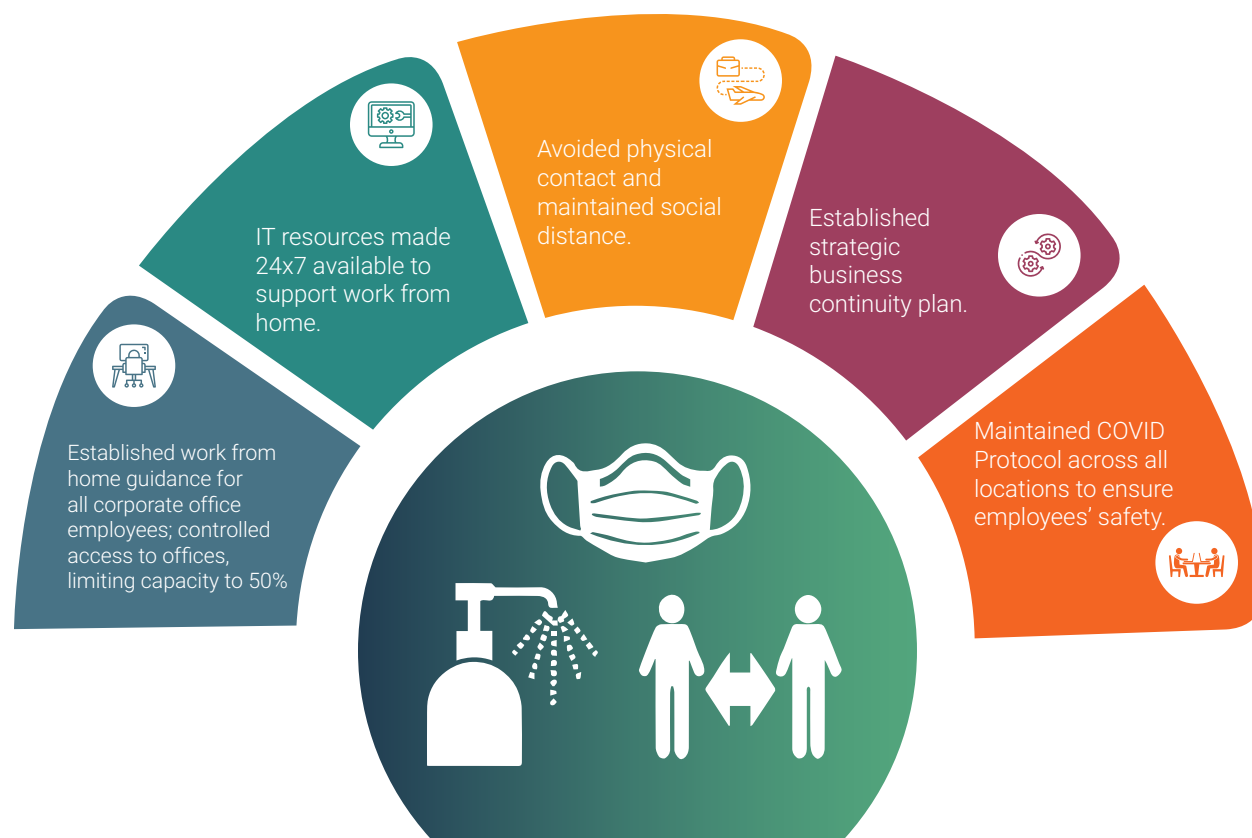 Established work from
home guidance for
all corporate office
employees; controlled
access to offices,
limiting capacity to 50%
IT resources made
24x7 available to
support work from
home.
Avoided physical
contact and
maintained social
distance.
Established
strategic
business
continuity plan.
Maintained COVID
Protocol across all
locations to ensure
employees’ safety.